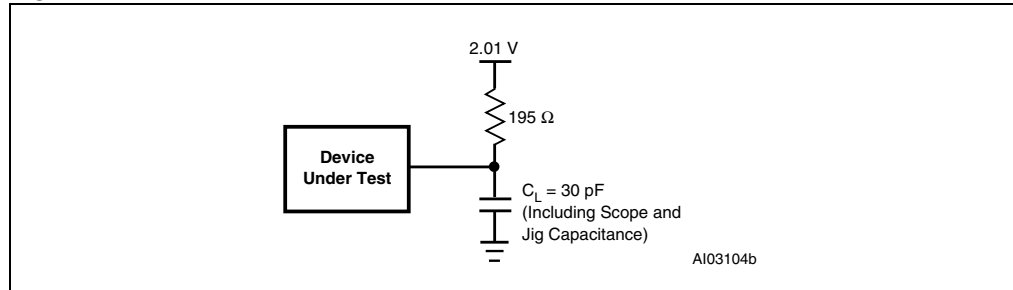 2.01 V
195 Ω
Device
Under Test
C_L = 30 pF
(Including Scope and
Jig Capacitance)
AI03104b